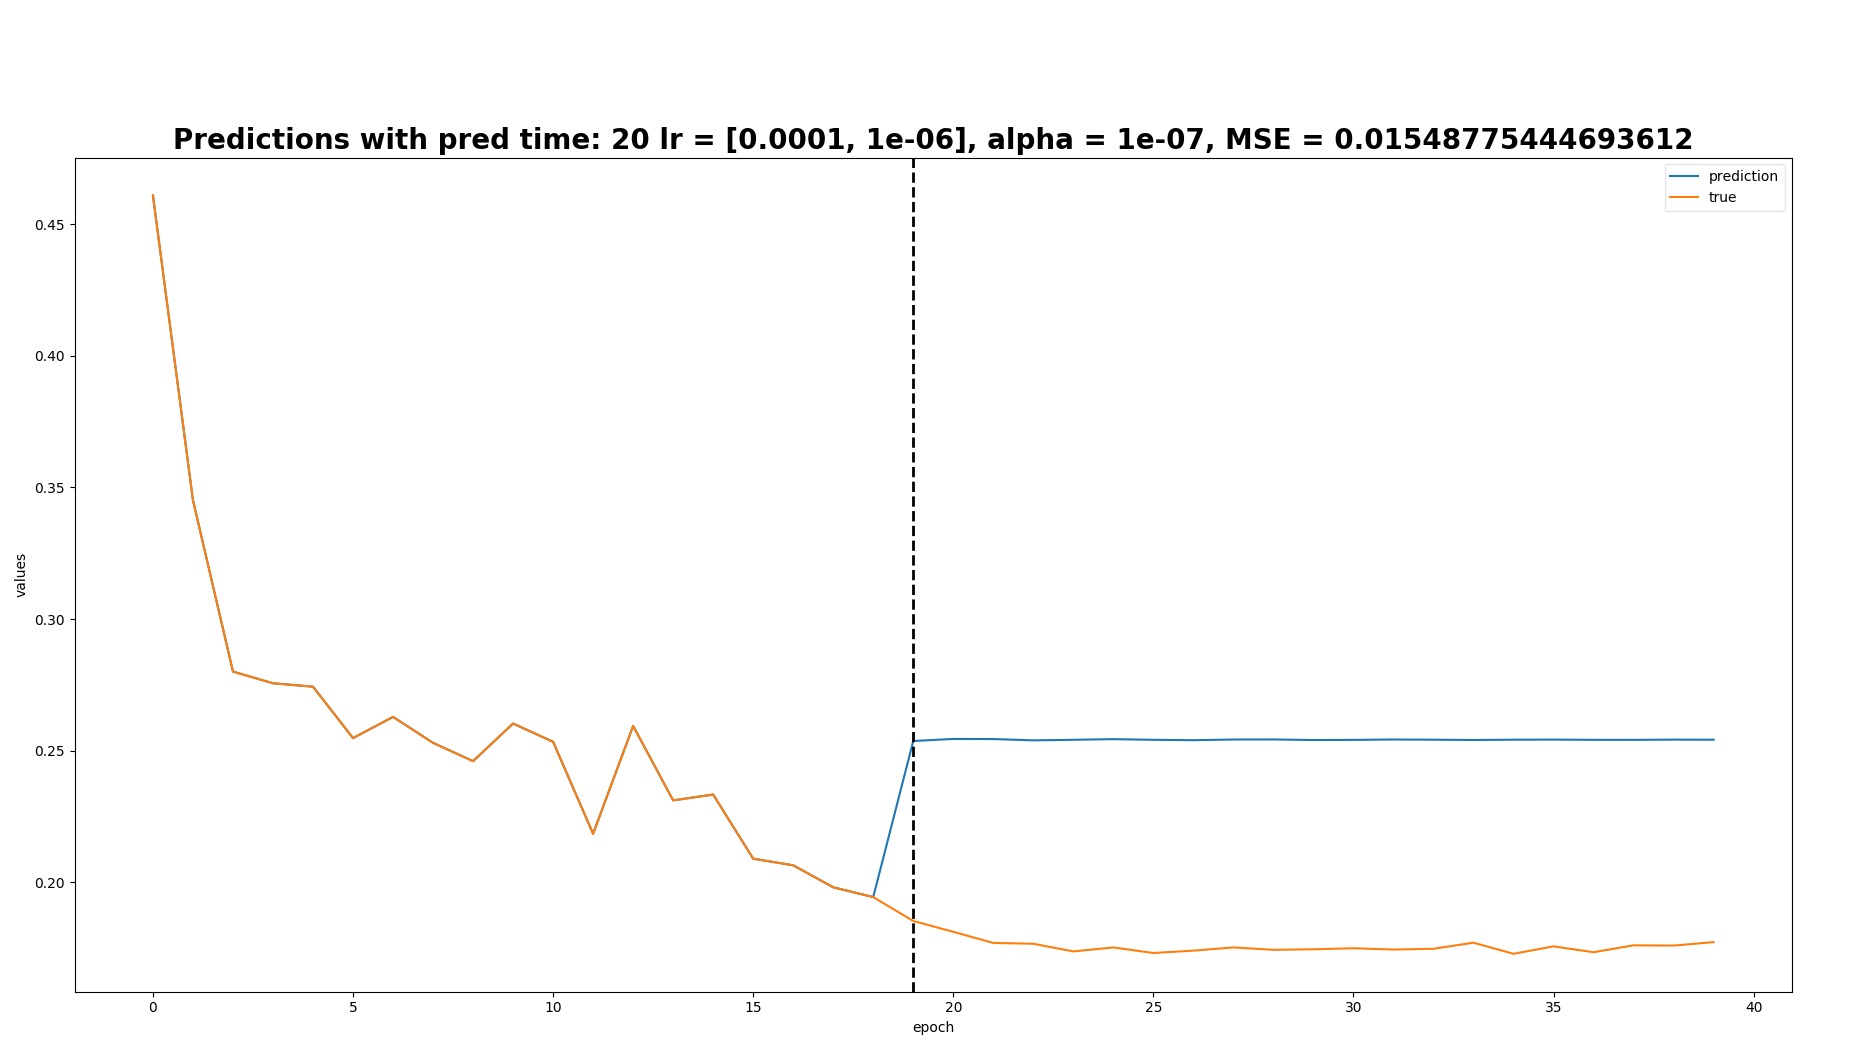 Predictions with pred time: 20 lr = [0.0001, 1e-06], alpha = 1e-07, MSE = 0.01548775444693612
prediction
true
0.45
0.40
0.35
0.30
0.25
0.20
values
0 5 10 15 20 25 30 35 40
epoch